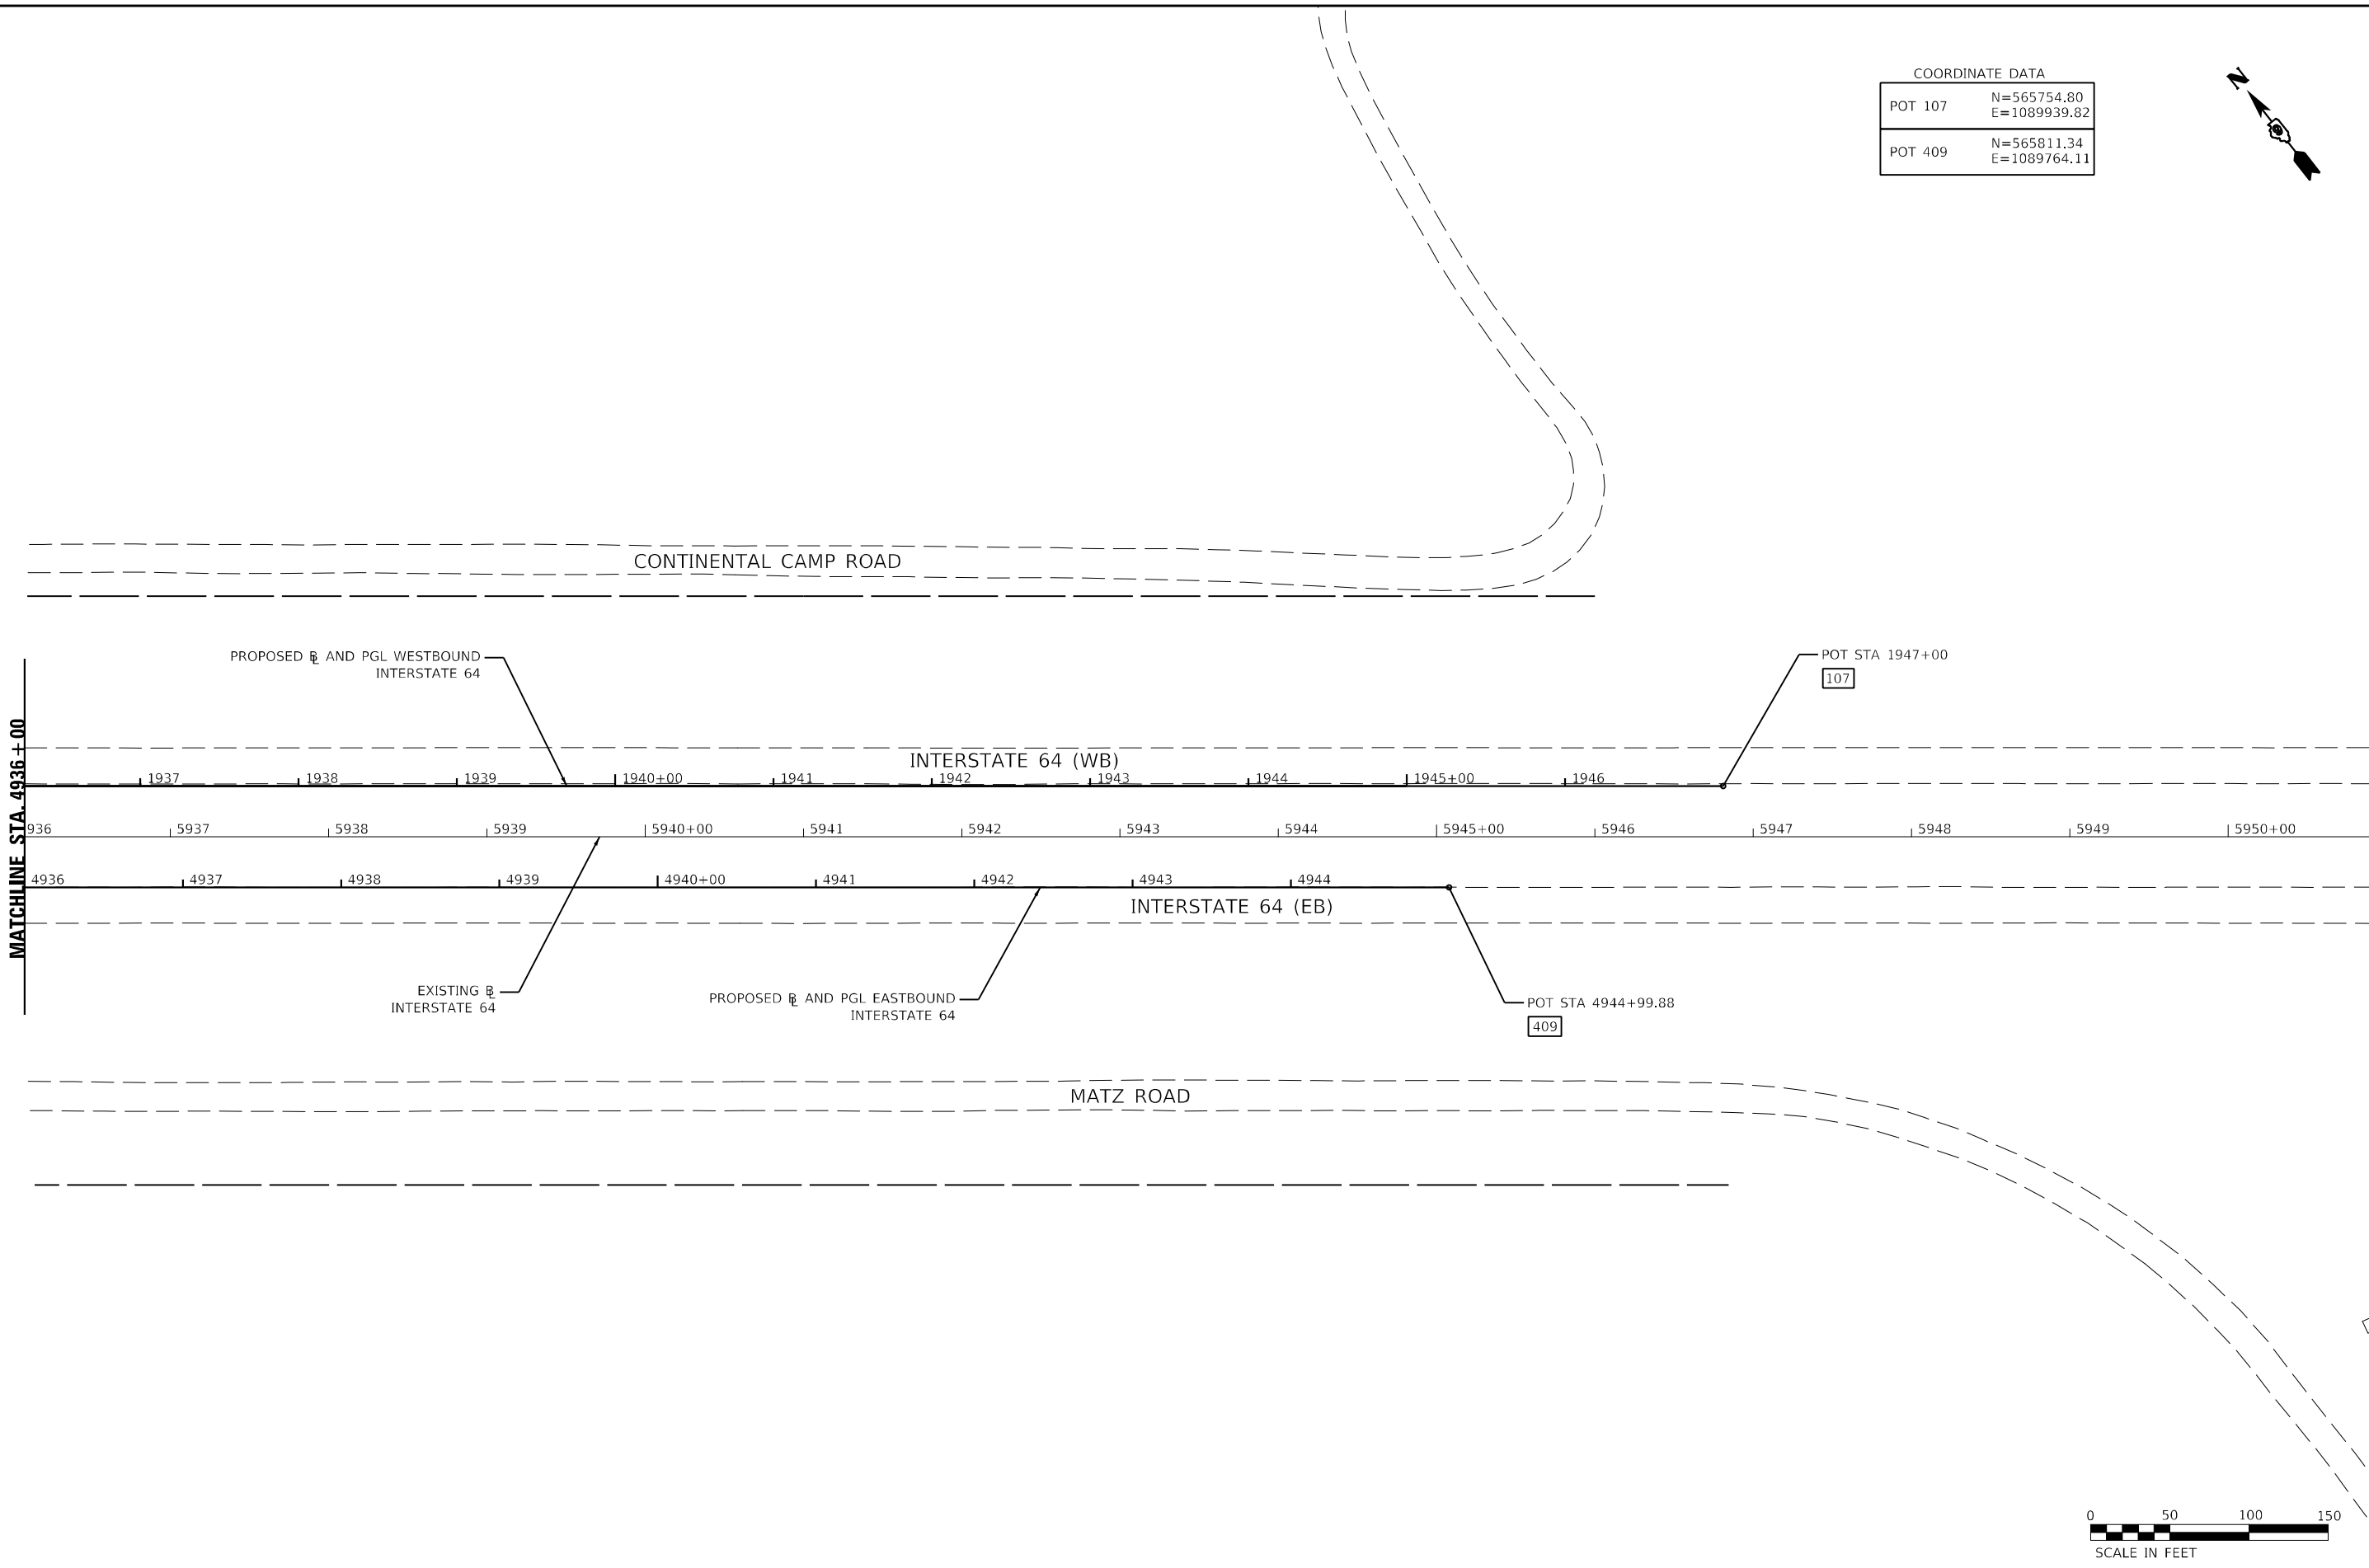 COORDINATE DATA
POT 107
N=565754.80
E=1089939.82
POT 409
N=565811.34
E=1089764.11
N
CONTINENTAL CAMP ROAD
PROPOSED BL AND PGL WESTBOUND
INTERSTATE 64
POT STA 1947+00
107
MATCHLINE STA. 4936+00
INTERSTATE 64 (WB)
1937 1938 1939 1940+00 1941 1942 1943 1944 1945+00 1946
936 5937 5938 5939 5940+00 5941 5942 5943 5944 5945+00 5946 5947 5948 5949 5950+00
4936 4937 4938 4939 4940+00 4941 4942 4943 4944
INTERSTATE 64 (EB)
EXISTING BL
INTERSTATE 64
PROPOSED BL AND PGL EASTBOUND
INTERSTATE 64
POT STA 4944+99.88
409
MATZ ROAD
0 50 100 150
SCALE IN FEET